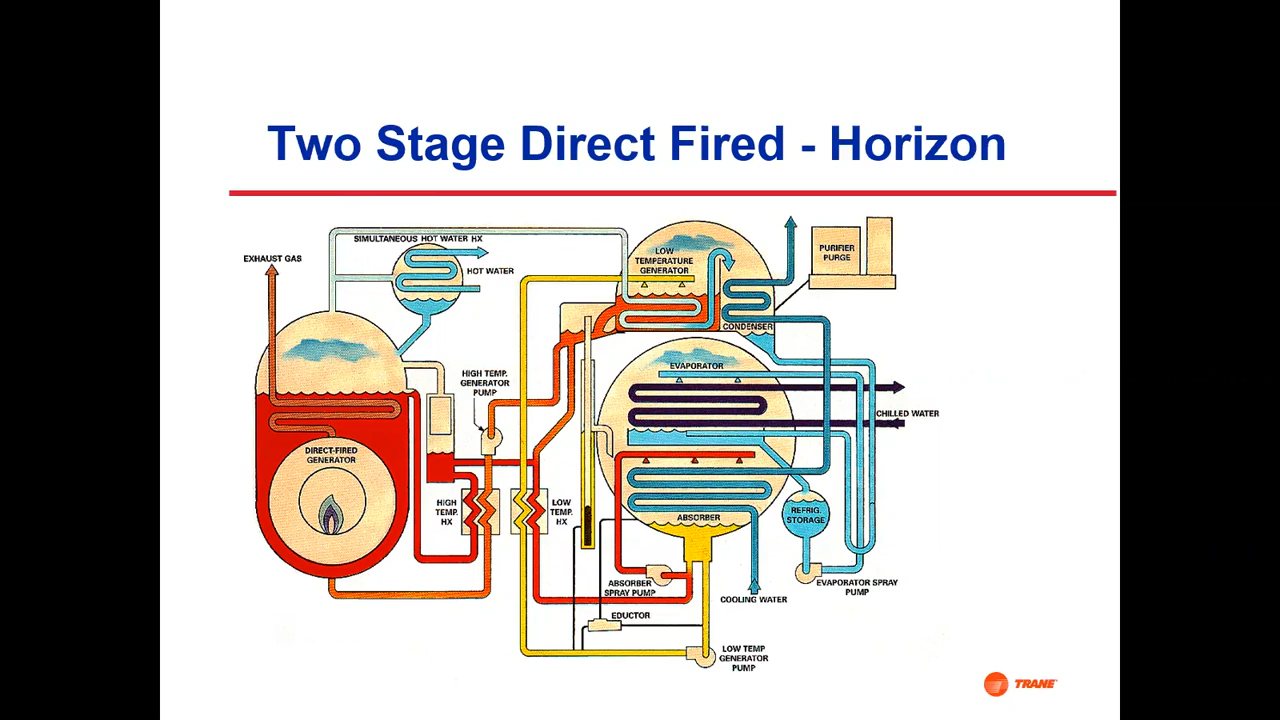 Two Stage Direct Fired - Horizon
SIMULTANEOUS HOT WATER HX
EXHAUST GAS
HOT WATER
LOW
TEMPERATURE
GENERATOR
PURIFIER
PURGE
CONDENSER
HIGH TEMP.
GENERATOR
PUMP
EVAPORATOR
CHILLED WATER
DIRECT-FIRED
GENERATOR
HIGH
TEMP.
HX
LOW
TEMP.
HX
ABSORBER
REFRIG.
STORAGE
ABSORBER
SPRAY PUMP
COOLING WATER
EVAPORATOR SPRAY
PUMP
EDUCTOR
LOW TEMP
GENERATOR
PUMP
TRANE